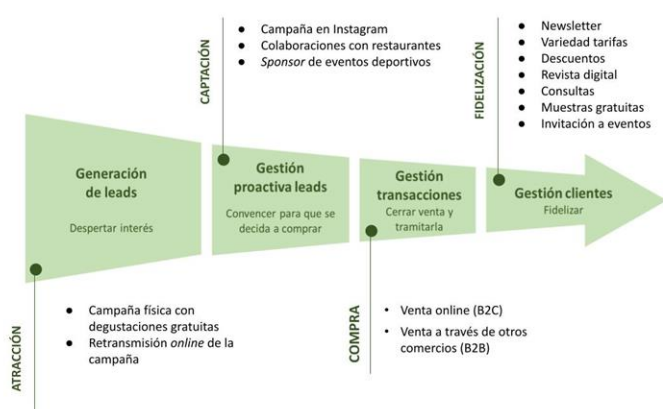 CAPTACIÓN
Campaña en Instagram
Colaboraciones con restaurantes
Sponsor de eventos deportivos
FIDELIZACIÓN
Newsletter
Variedad tarifas
Descuentos
Revista digital
Consultas
Muestras gratuitas
Invitación a eventos
Generación
de leads
Despertar interés
Gestión
proactiva leads
Convencer para que se
decida a comprar
Gestión
transacciones
Cerrar venta y
tramitarla
Gestión clientes
Fidelizar
ATRACCIÓN
Campaña física con
degustaciones gratuitas
Retransmisión online de la
campaña
COMPRA
Venta online (B2C)
Venta a través de otros
comercios (B2B)